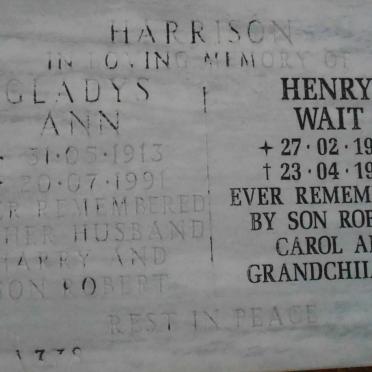 HARRISON
IN LOVING MEMORY OF
GLADYS
ANN
31·05·1913
20·07·1991
REMEMBERED
HER HUSBAND
HARRY AND
SON ROBERT
HENRY
WAIT
27·02·19
† 23·04·19
EVER REMEM
BY SON ROB
CAROL A
GRANDCHIL
REST IN PEACE